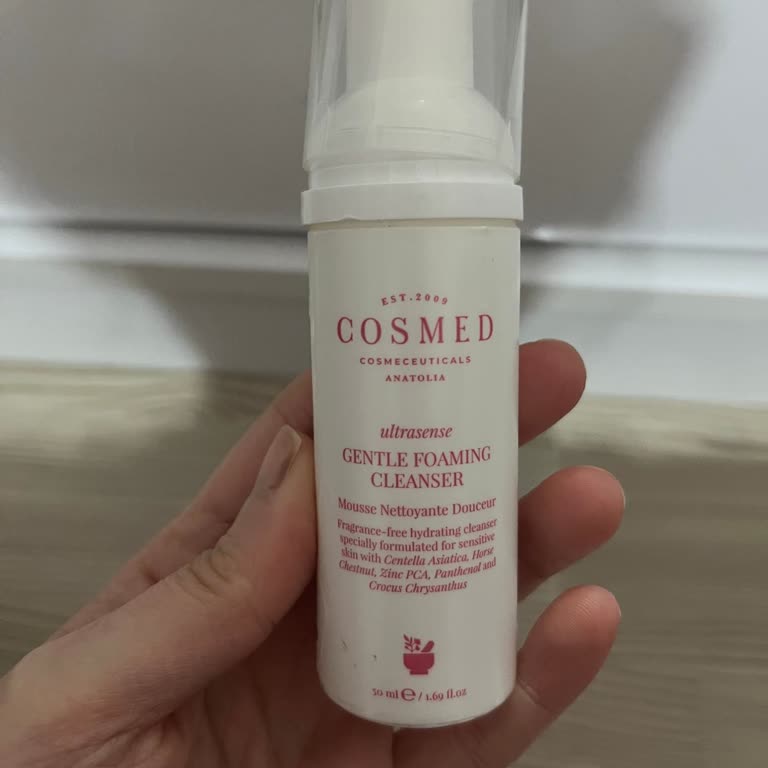 EST. 2009
COSMED
COSMECEUTICALS
ANATOLIA
ultrasense
GENTLE FOAMING
CLEANSER
Mousse Nettoyante Douceur
Fragrance-free hydrating cleanser
specially formulated for sensitive
skin with Centella Asiatica, Horse
Chestnut, Zinc PCA, Panthenol and
Crocus Chrysanthus
50 ml ℮ / 1.69 fl.oz